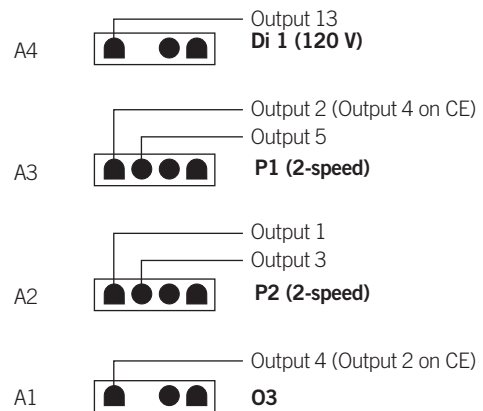 Output 13
A4
Di 1 (120 V)
Output 2 (Output 4 on CE)
Output 5
A3
P1 (2-speed)
Output 1
Output 3
A2
P2 (2-speed)
Output 4 (Output 2 on CE)
A1
O3